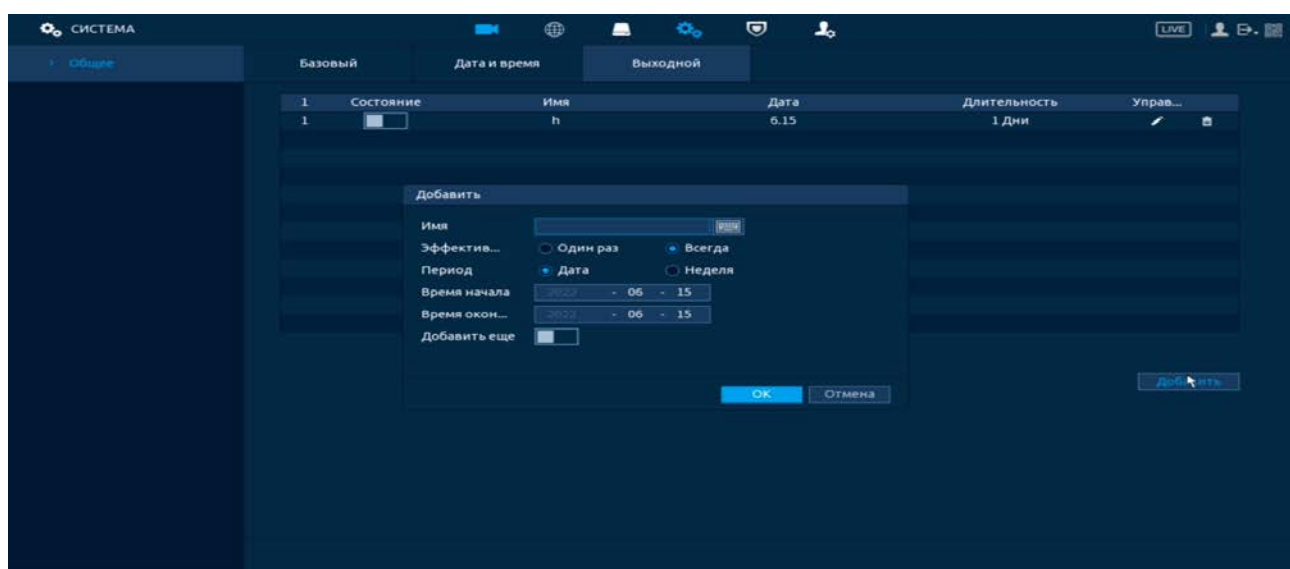 СИСТЕМА LIVE
Общее Базовый Дата и время Выходной
1 Состояние Имя Дата Длительность Управ...
1 h 6.15 1 Дни
Добавить
Имя
Эффектив... Один раз Всегда
Период Дата Неделя
Время начала - 06 - 15
Время окон... - 06 - 15
Добавить еще
Добавить
OK Отмена